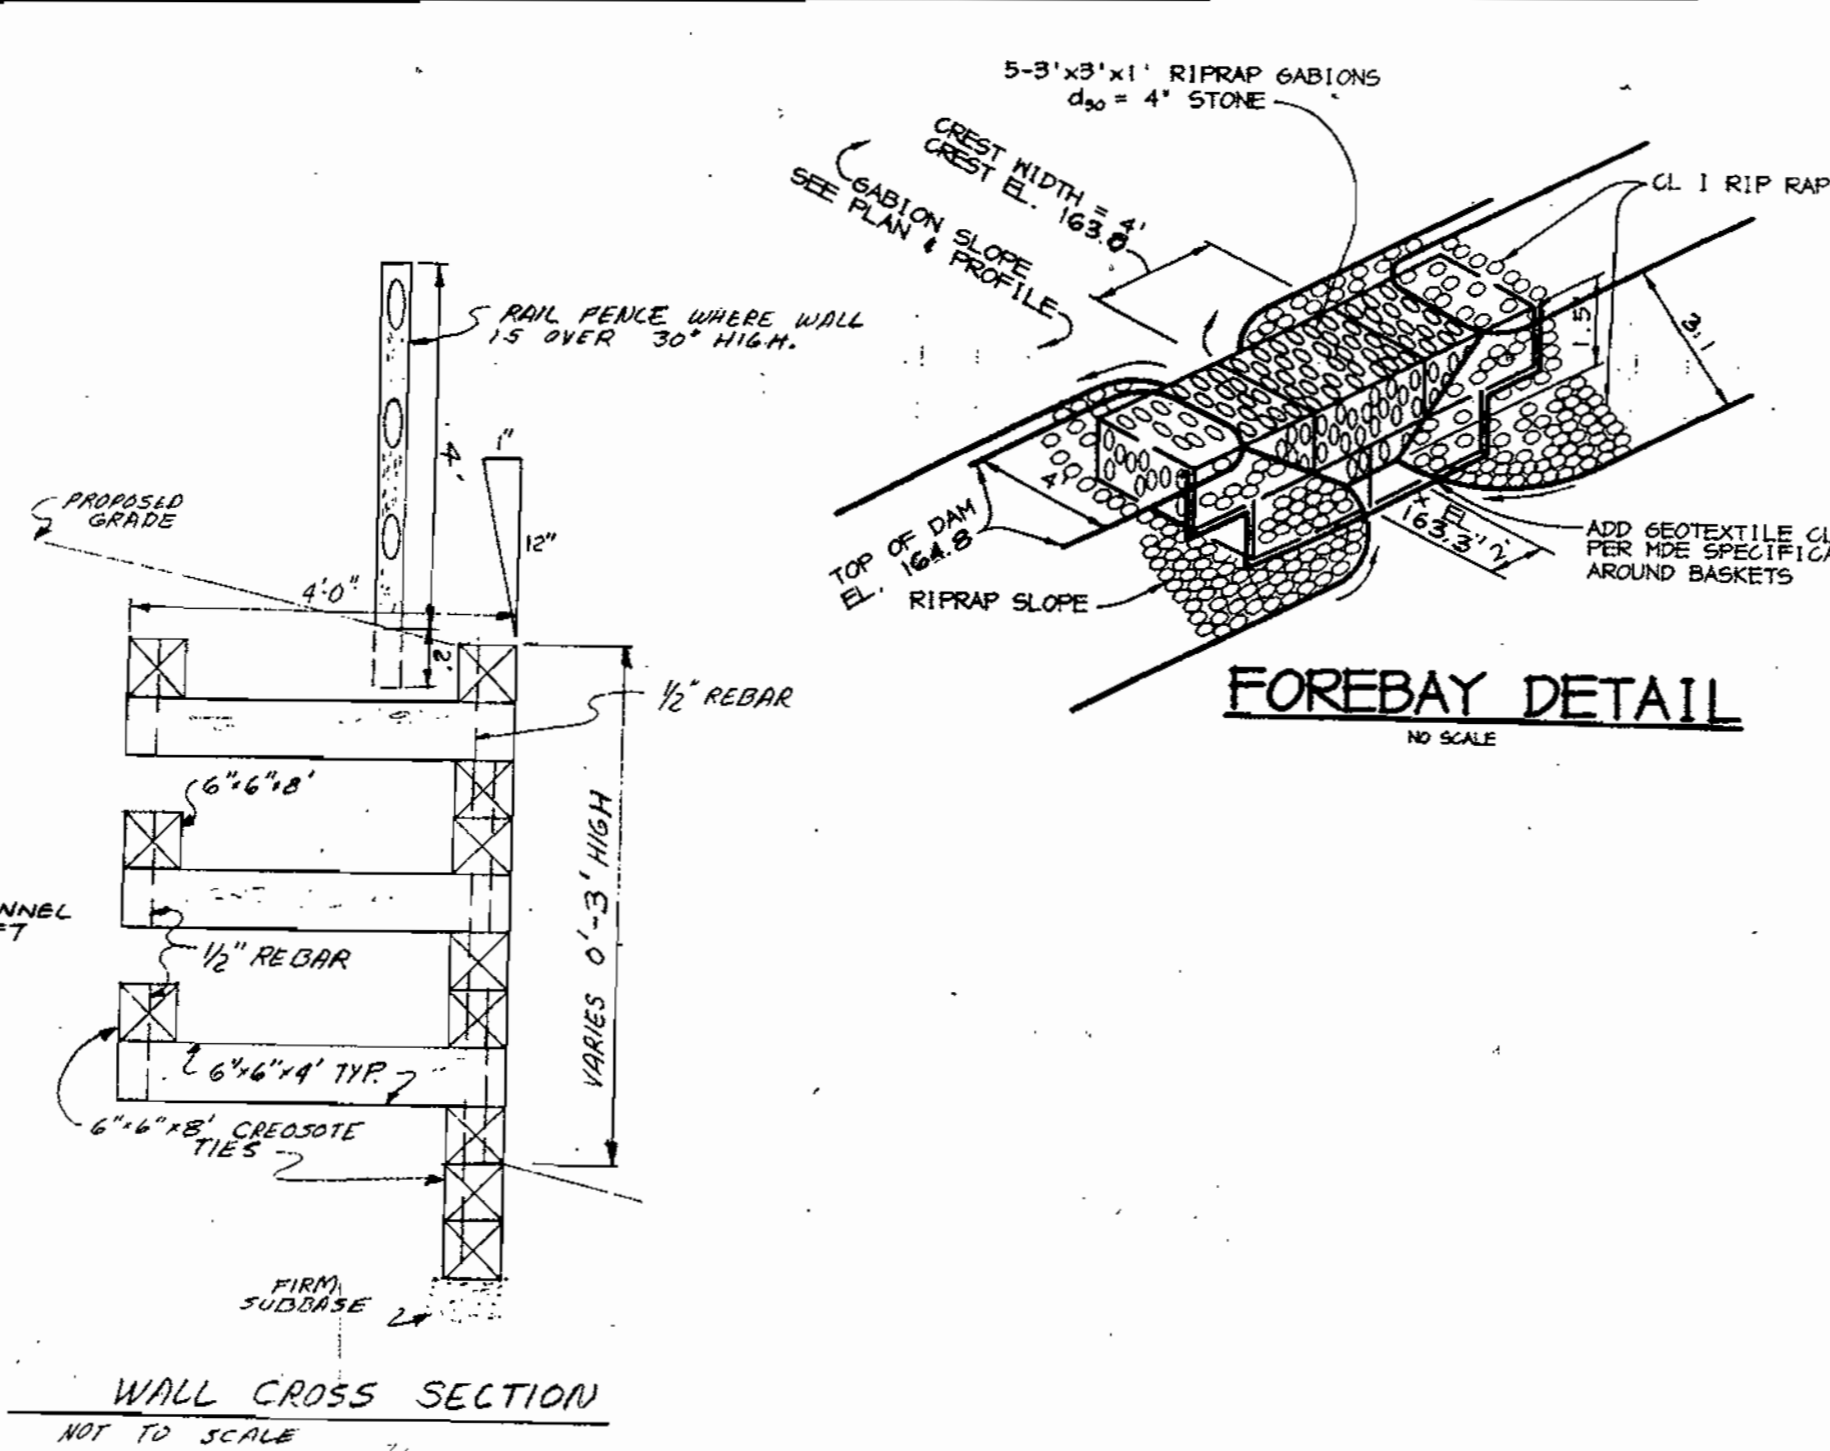 5-3'x3'x1' RIPRAP GABIONS
d₅₀ = 4" STONE
CREST WIDTH = 4'
CREST EL. 163.8
GABION SLOPE
SEE PLAN & PROFILE
CL I RIP RAP
1.5'
3:1
4'
TOP OF DAM
EL. 164.8
RIPRAP SLOPE
EL.
163.3
2'
ADD GEOTEXTILE CL
PER MDE SPECIFICA
AROUND BASKETS
FOREBAY DETAIL
NO SCALE
RAIL FENCE WHERE WALL
IS OVER 30" HIGH.
4'
1"
12"
PROPOSED
GRADE
4'-0"
2'
1/2" REBAR
6"x6"x8'
VARIES 0'-3' HIGH
NNEL
FT
1/2" REBAR
6"x6"x4' TYP.
6"x6"x8' CREOSOTE
TIES
FIRM
SUBBASE
WALL CROSS SECTION
NOT TO SCALE